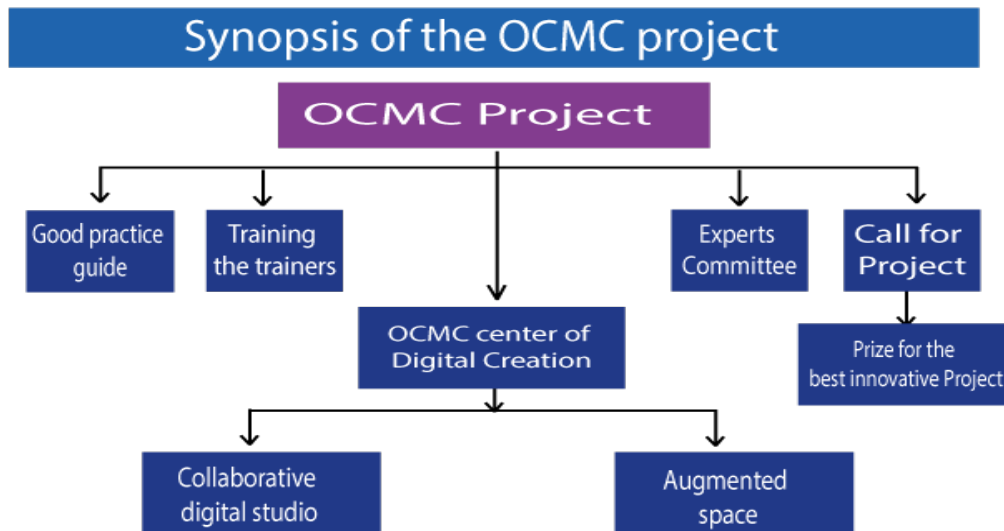 Synopsis of the OCMC project
OCMC Project
Good practice
guide
Training
the trainers
Experts
Committee
Call for
Project
OCMC center of
Digital Creation
Prize for the
best innovative Project
Collaborative
digital studio
Augmented
space